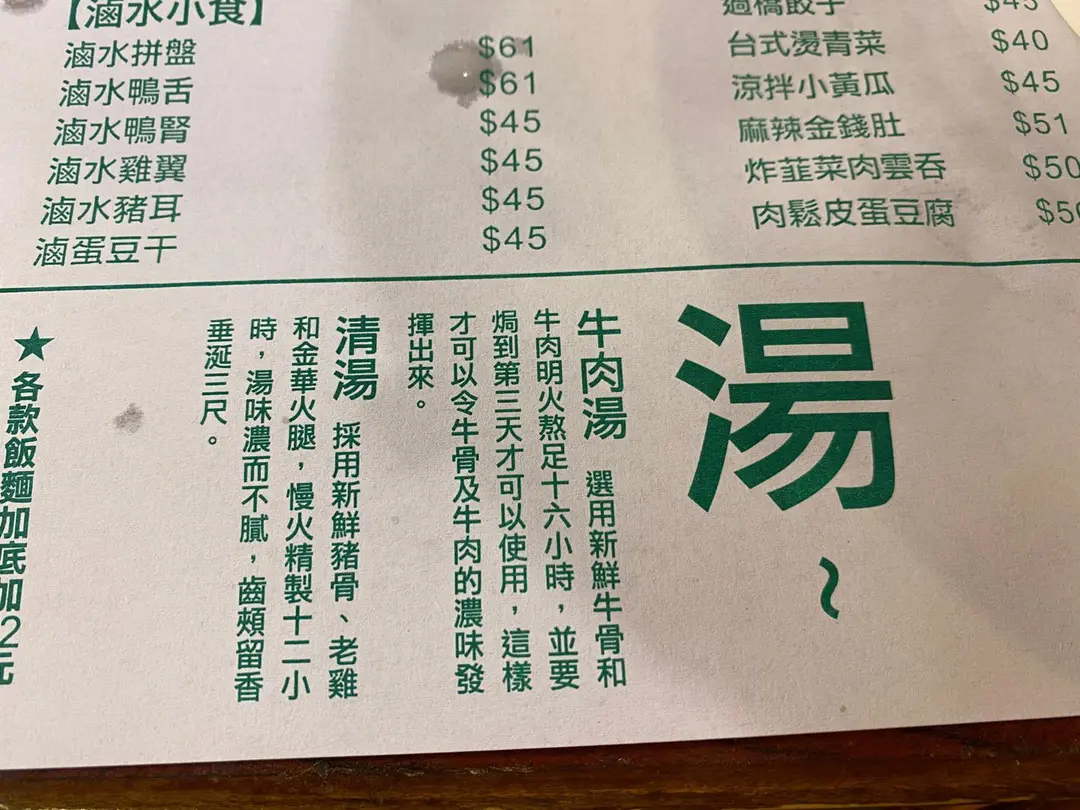 【滷水小食】
滷水拼盤 $61
滷水鴨舌 $61
滷水鴨腎 $45
滷水雞翼 $45
滷水豬耳 $45
滷蛋豆干 $45
過橋餃子 $45
台式燙青菜 $40
涼拌小黃瓜 $45
麻辣金錢肚 $51
炸韮菜肉雲吞 $50
肉鬆皮蛋豆腐
湯~
牛肉湯 選用新鮮牛骨和
牛肉明火熬足十六小時，並要
焗到第三天才可以使用，這樣
才可以令牛骨及牛肉的濃味發
揮出來。
清湯 採用新鮮豬骨、老雞
和金華火腿，慢火精製十二小
時，湯味濃而不膩，齒頰留香
垂涎三尺。
★各款飯麵加底加2元